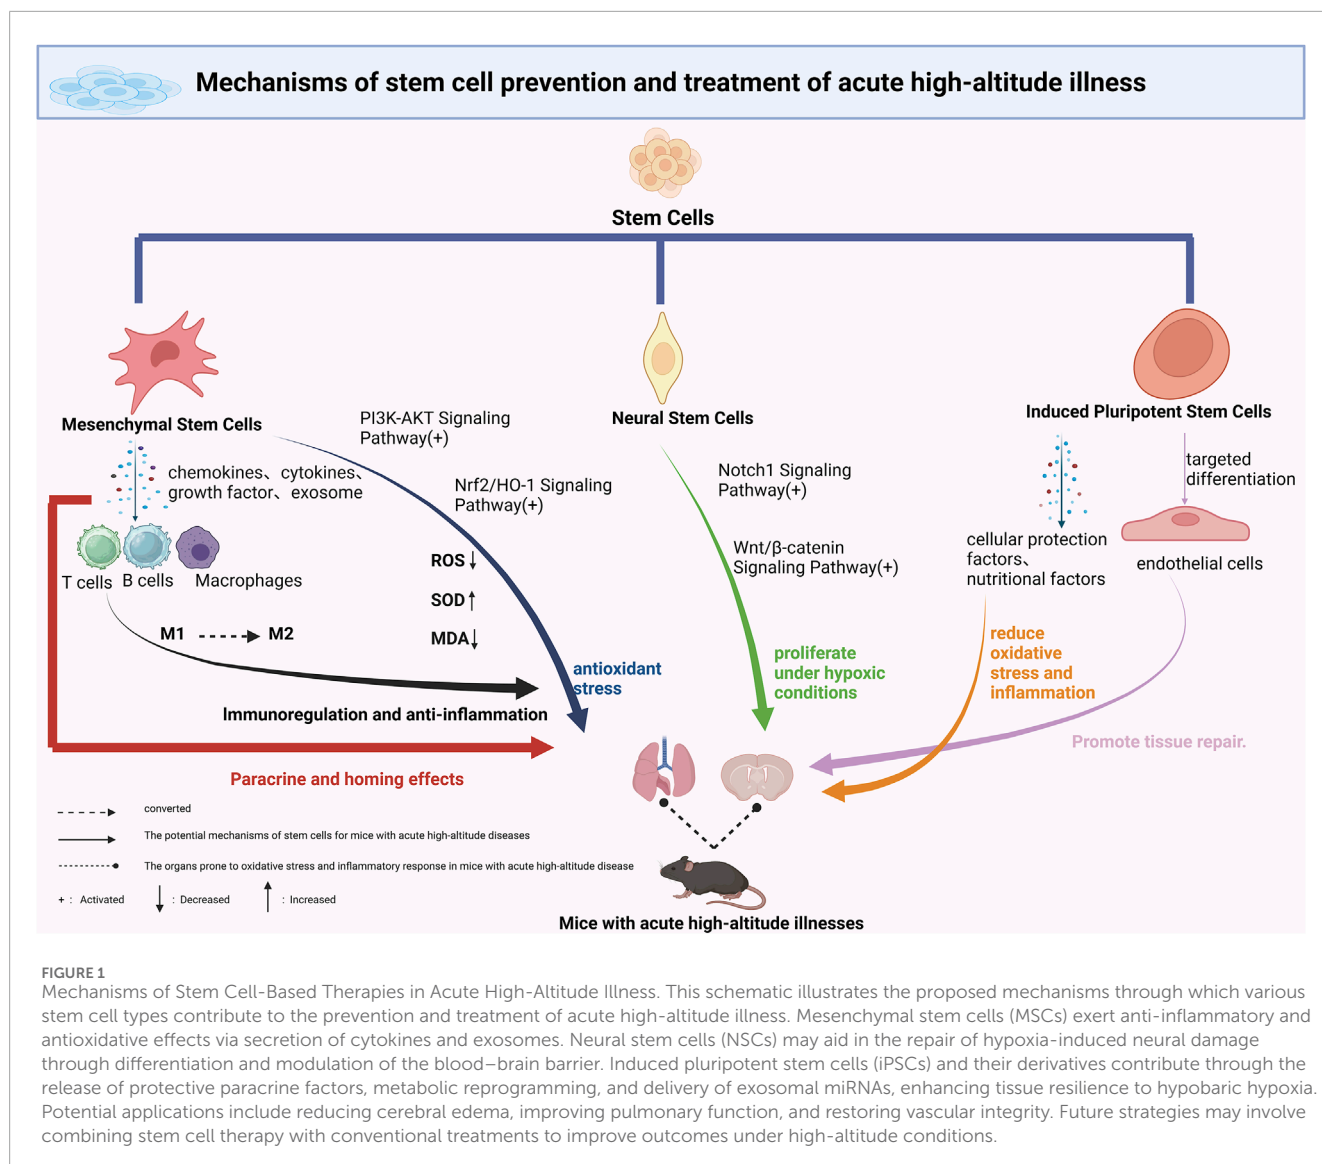 Mechanisms of stem cell prevention and treatment of acute high-altitude illness
Stem Cells
Mesenchymal Stem Cells
Neural Stem Cells
Induced Pluripotent Stem Cells
chemokines、cytokines、
growth factor、exosome
T cells
B cells
Macrophages
M1
M2
Immunoregulation and anti-inflammation
Paracrine and homing effects
PI3K-AKT Signaling
Pathway(+)
Nrf2/HO-1 Signaling
Pathway(+)
ROS↓
SOD↑
MDA↓
antioxidant
stress
Notch1 Signaling
Pathway(+)
Wnt/β-catenin
Signaling Pathway(+)
proliferate
under hypoxic
conditions
cellular protection
factors、
nutritional factors
targeted
differentiation
endothelial cells
reduce
oxidative
stress and
inflammation
Promote tissue repair.
converted
The potential mechanisms of stem cells for mice with acute high-altitude diseases
The organs prone to oxidative stress and inflammatory response in mice with acute high-altitude disease
+ : Activated
↓ : Decreased
↑ : Increased
Mice with acute high-altitude illnesses
FIGURE 1
Mechanisms of Stem Cell-Based Therapies in Acute High-Altitude Illness. This schematic illustrates the proposed mechanisms through which various
stem cell types contribute to the prevention and treatment of acute high-altitude illness. Mesenchymal stem cells (MSCs) exert anti-inflammatory and
antioxidative effects via secretion of cytokines and exosomes. Neural stem cells (NSCs) may aid in the repair of hypoxia-induced neural damage
through differentiation and modulation of the blood–brain barrier. Induced pluripotent stem cells (iPSCs) and their derivatives contribute through the
release of protective paracrine factors, metabolic reprogramming, and delivery of exosomal miRNAs, enhancing tissue resilience to hypobaric hypoxia.
Potential applications include reducing cerebral edema, improving pulmonary function, and restoring vascular integrity. Future strategies may involve
combining stem cell therapy with conventional treatments to improve outcomes under high-altitude conditions.